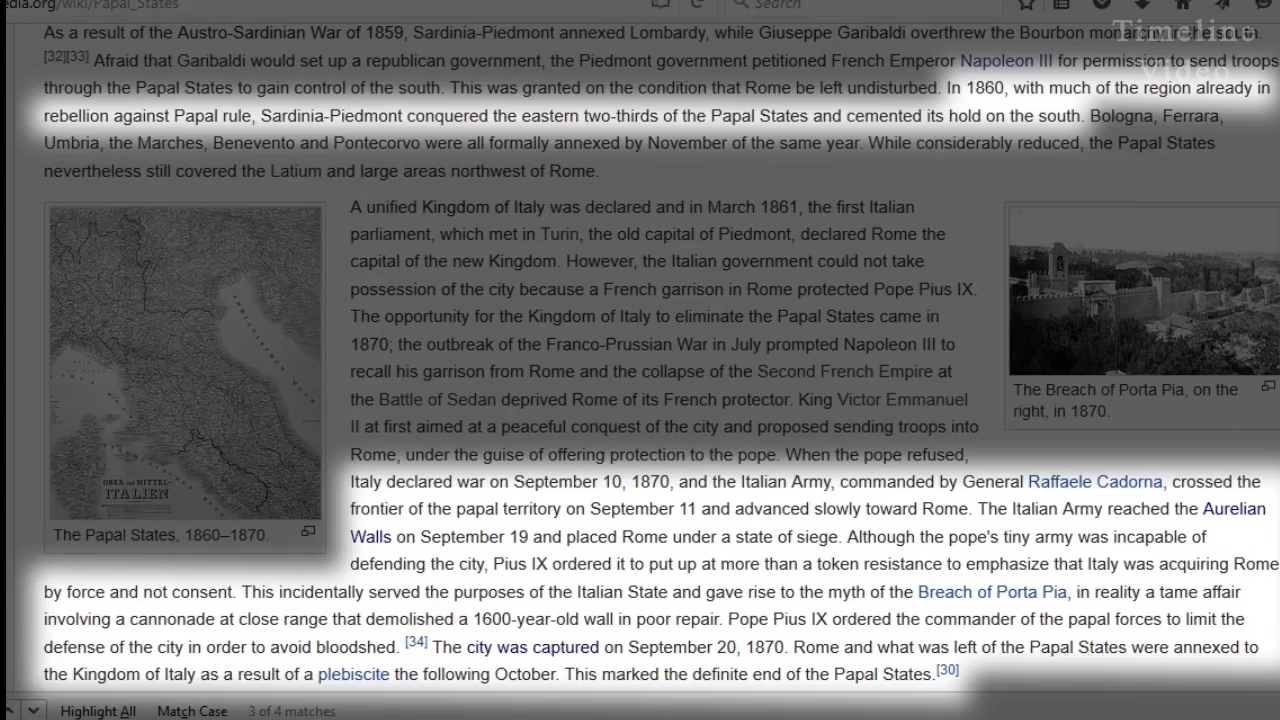 edia.org/wiki/Papal_States
Search
Timeline
Video
As a result of the Austro-Sardinian War of 1859, Sardinia-Piedmont annexed Lombardy, while Giuseppe Garibaldi overthrew the Bourbon monarchy in the south.
[32][33] Afraid that Garibaldi would set up a republican government, the Piedmont government petitioned French Emperor Napoleon III for permission to send troops
through the Papal States to gain control of the south. This was granted on the condition that Rome be left undisturbed. In 1860, with much of the region already in
rebellion against Papal rule, Sardinia-Piedmont conquered the eastern two-thirds of the Papal States and cemented its hold on the south. Bologna, Ferrara,
Umbria, the Marches, Benevento and Pontecorvo were all formally annexed by November of the same year. While considerably reduced, the Papal States
nevertheless still covered the Latium and large areas northwest of Rome.
A unified Kingdom of Italy was declared and in March 1861, the first Italian
parliament, which met in Turin, the old capital of Piedmont, declared Rome the
capital of the new Kingdom. However, the Italian government could not take
possession of the city because a French garrison in Rome protected Pope Pius IX.
The opportunity for the Kingdom of Italy to eliminate the Papal States came in
1870; the outbreak of the Franco-Prussian War in July prompted Napoleon III to
recall his garrison from Rome and the collapse of the Second French Empire at
the Battle of Sedan deprived Rome of its French protector. King Victor Emmanuel
II at first aimed at a peaceful conquest of the city and proposed sending troops into
Rome, under the guise of offering protection to the pope. When the pope refused,
Italy declared war on September 10, 1870, and the Italian Army, commanded by General Raffaele Cadorna, crossed the
frontier of the papal territory on September 11 and advanced slowly toward Rome. The Italian Army reached the Aurelian
Walls on September 19 and placed Rome under a state of siege. Although the pope's tiny army was incapable of
defending the city, Pius IX ordered it to put up at more than a token resistance to emphasize that Italy was acquiring Rome
by force and not consent. This incidentally served the purposes of the Italian State and gave rise to the myth of the Breach of Porta Pia, in reality a tame affair
involving a cannonade at close range that demolished a 1600-year-old wall in poor repair. Pope Pius IX ordered the commander of the papal forces to limit the
defense of the city in order to avoid bloodshed. [34] The city was captured on September 20, 1870. Rome and what was left of the Papal States were annexed to
the Kingdom of Italy as a result of a plebiscite the following October. This marked the definite end of the Papal States.[30]
OBER und MITTEL-
ITALIEN
The Papal States, 1860–1870.
The Breach of Porta Pia, on the
right, in 1870.
Highlight All Match Case 3 of 4 matches